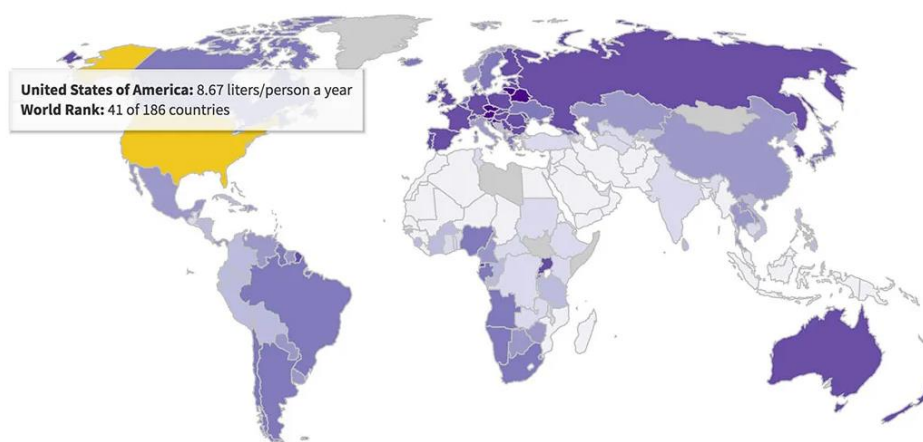 United States of America: 8.67 liters/person a year
World Rank: 41 of 186 countries